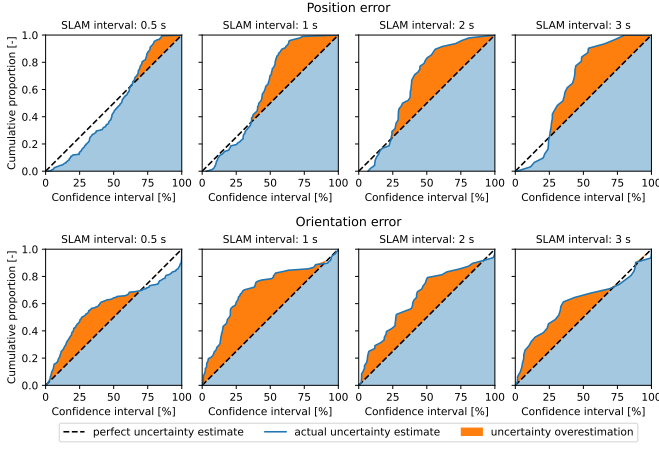 Position error
SLAM interval: 0.5 s
SLAM interval: 1 s
SLAM interval: 2 s
SLAM interval: 3 s
Cumulative proportion [-]
1.0
0.8
0.6
0.4
0.2
0.0
0 25 50 75 100
0 25 50 75 100
0 25 50 75 100
0 25 50 75 100
Confidence interval [%]
Confidence interval [%]
Confidence interval [%]
Confidence interval [%]
Orientation error
SLAM interval: 0.5 s
SLAM interval: 1 s
SLAM interval: 2 s
SLAM interval: 3 s
Cumulative proportion [-]
1.0
0.8
0.6
0.4
0.2
0.0
0 25 50 75 100
0 25 50 75 100
0 25 50 75 100
0 25 50 75 100
Confidence interval [%]
Confidence interval [%]
Confidence interval [%]
Confidence interval [%]
perfect uncertainty estimate
actual uncertainty estimate
uncertainty overestimation